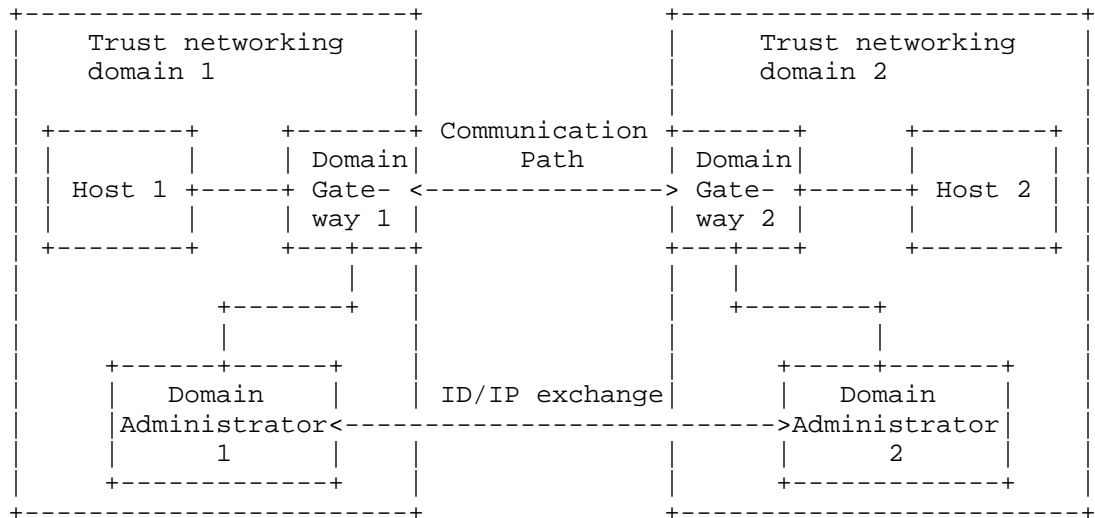 Trust networking Trust networking
domain 1 domain 2
Communication
Domain Path Domain
Host 1 Gate- Gate- Host 2
way 1 way 2
Domain ID/IP exchange Domain
Administrator Administrator
1 2